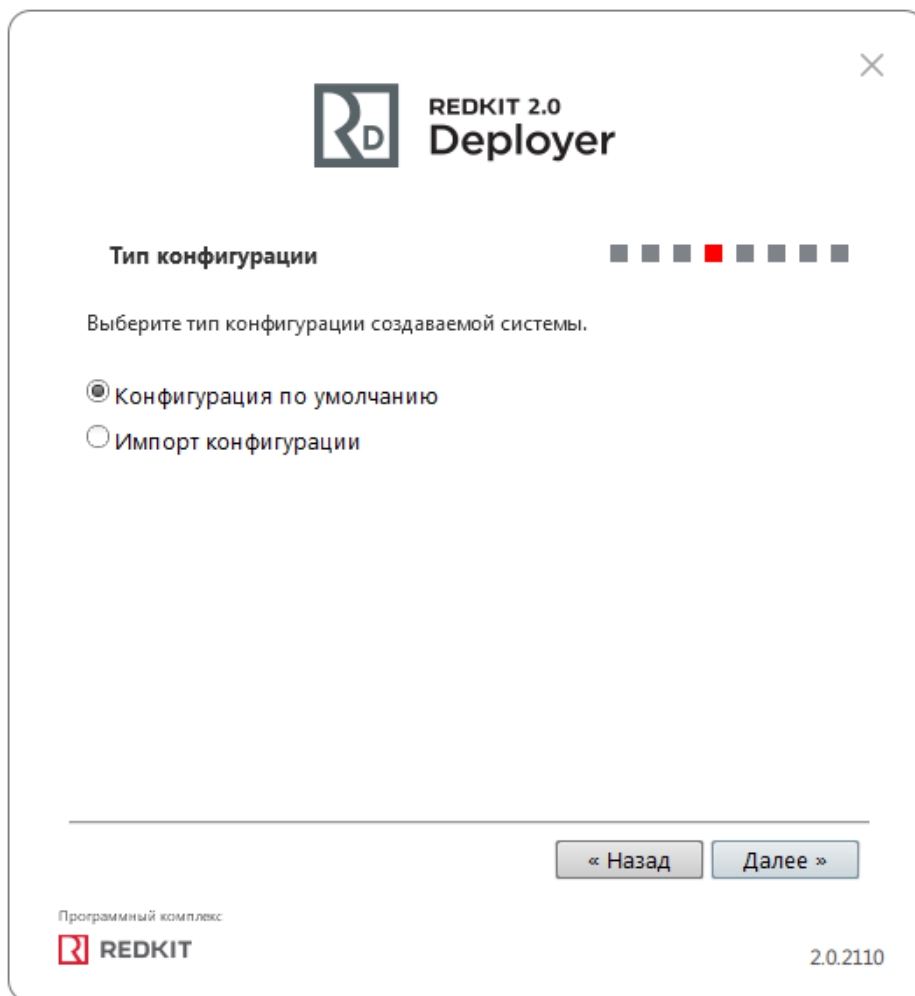 RD
REDKIT 2.0
Deployer
Тип конфигурации
Выберите тип конфигурации создаваемой системы.
Конфигурация по умолчанию
Импорт конфигурации
« Назад
Далее »
Программный комплекс
REDKIT
2.0.2110